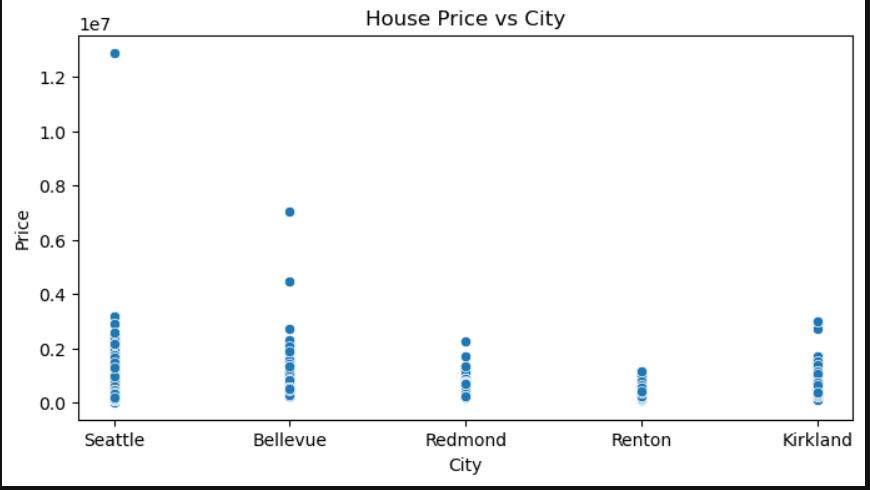 House Price vs City
1e7
1.2
1.0
0.8
0.6
0.4
0.2
0.0
Price
Seattle Bellevue Redmond Renton Kirkland
City